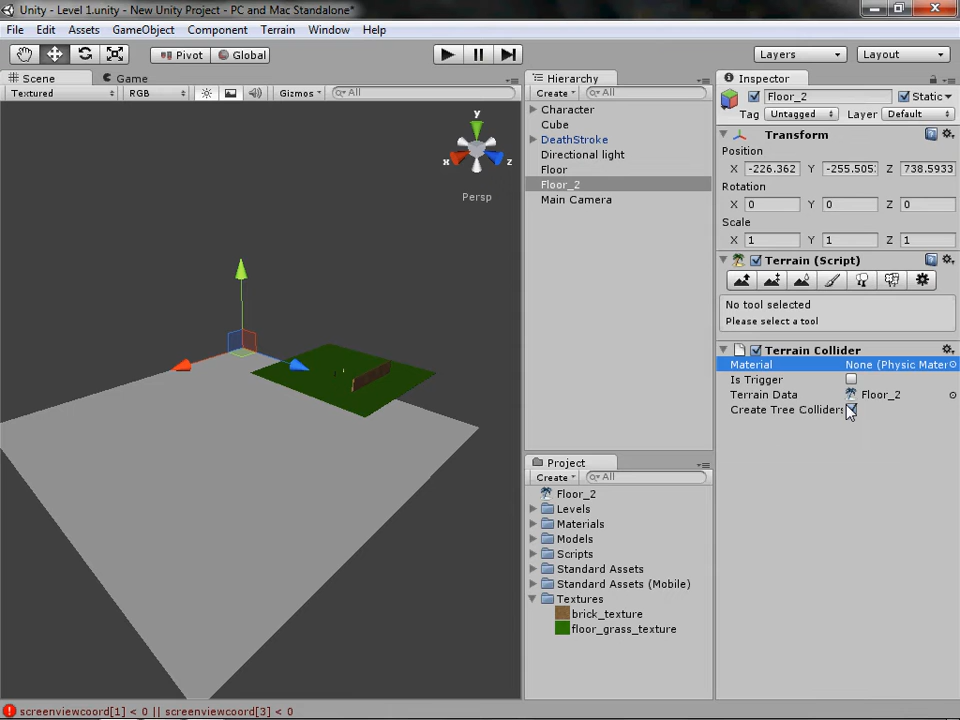 Unity - Level 1.unity - New Unity Project - PC and Mac Standalone*
File Edit Assets GameObject Component Terrain Window Help
Pivot Global Layers Layout
Scene Game
Textured RGB Gizmos All
y
x z
Persp
Hierarchy
Create All
Character
Cube
DeathStroke
Directional light
Floor
Floor_2
Main Camera
Project
Create All
Floor_2
Levels
Materials
Models
Scripts
Standard Assets
Standard Assets (Mobile)
Textures
brick_texture
floor_grass_texture
Inspector
Floor_2 Static
Tag Untagged Layer Default
Transform
Position
X -226.362 Y -255.505 Z 738.5933
Rotation
X 0 Y 0 Z 0
Scale
X 1 Y 1 Z 1
Terrain (Script)
No tool selected
Please select a tool
Terrain Collider
Material None (Physic Mater
Is Trigger
Terrain Data Floor_2
Create Tree Colliders
screenviewcoord[1] < 0 || screenviewcoord[3] < 0